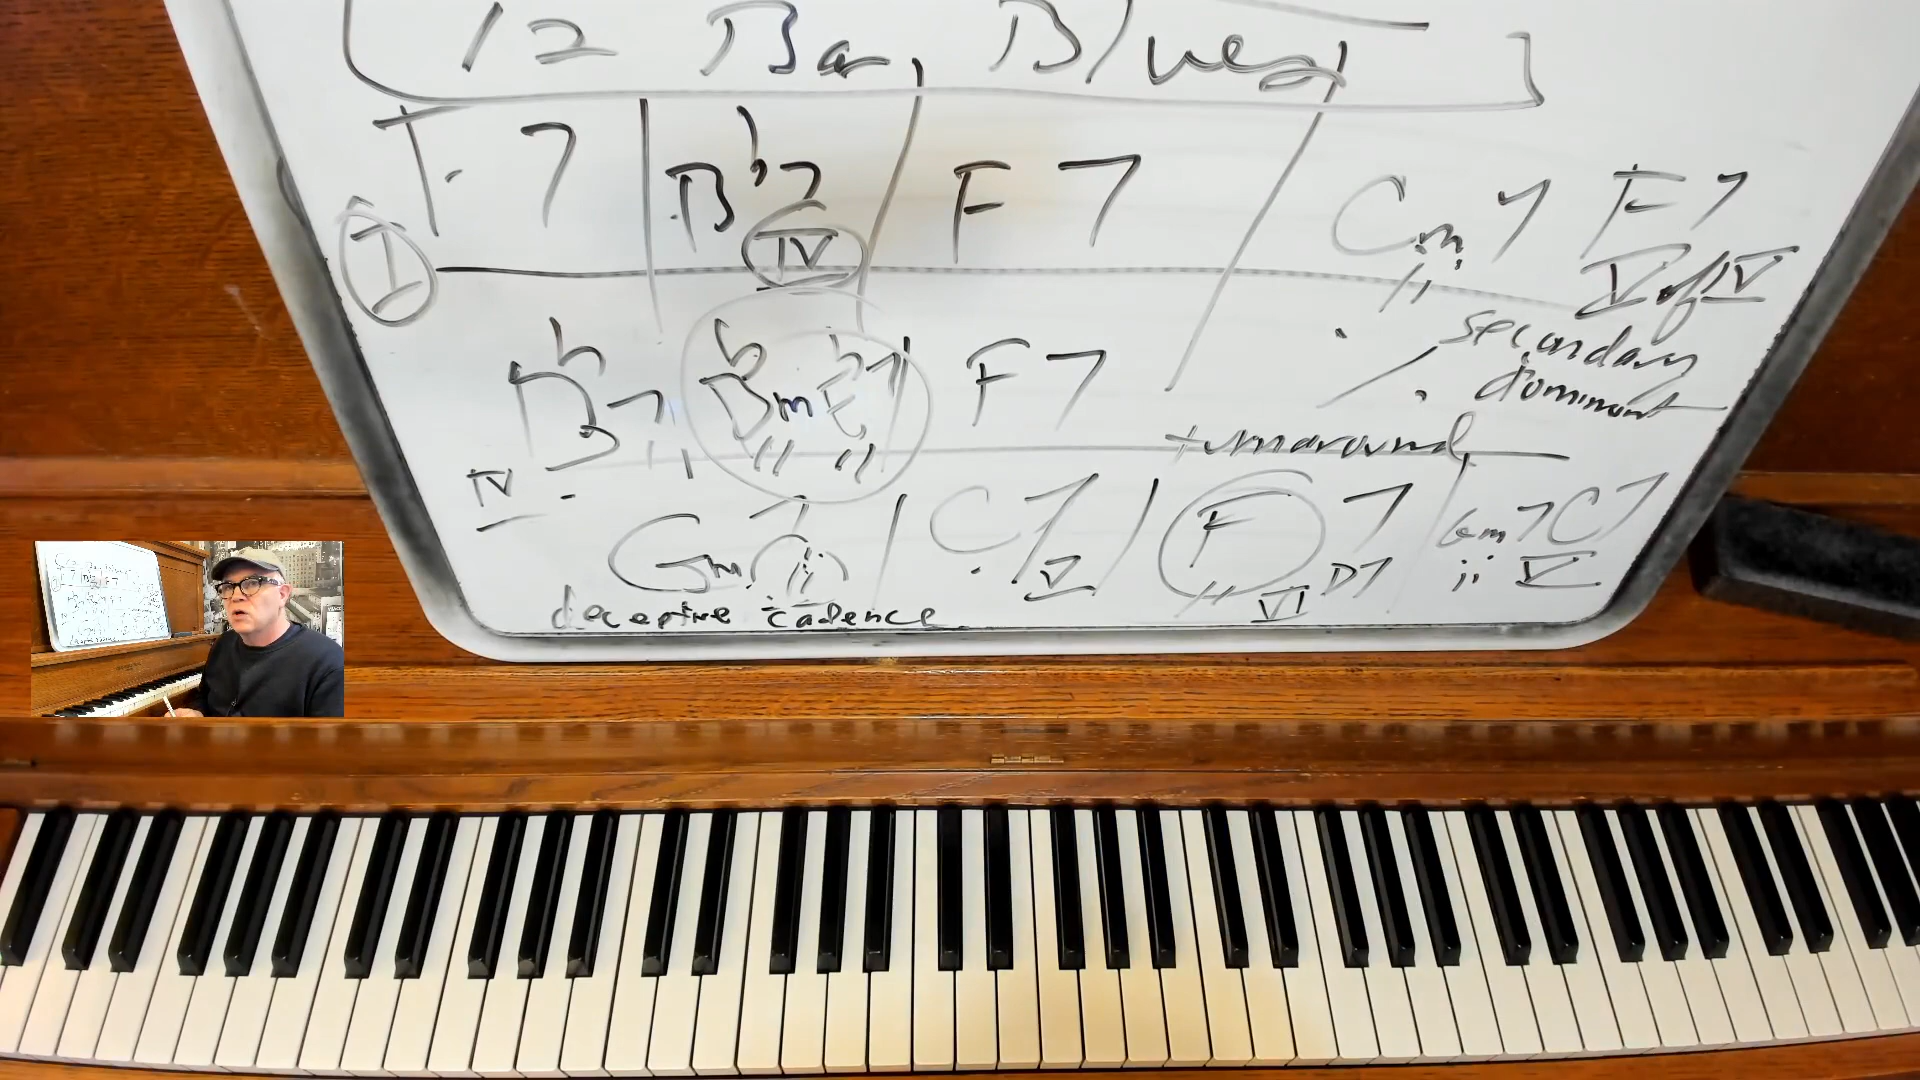 12 Bar Blues
F7 | B♭7 | F7 | Cm7 F7
I IV ii V of IV
secondary
dominant
B♭7 | B♭m E♭7 | F7
IV
turnaround
Gm7 | C7 | F7 D7 | Gm7 C7
ii V VI ii V
deceptive cadence